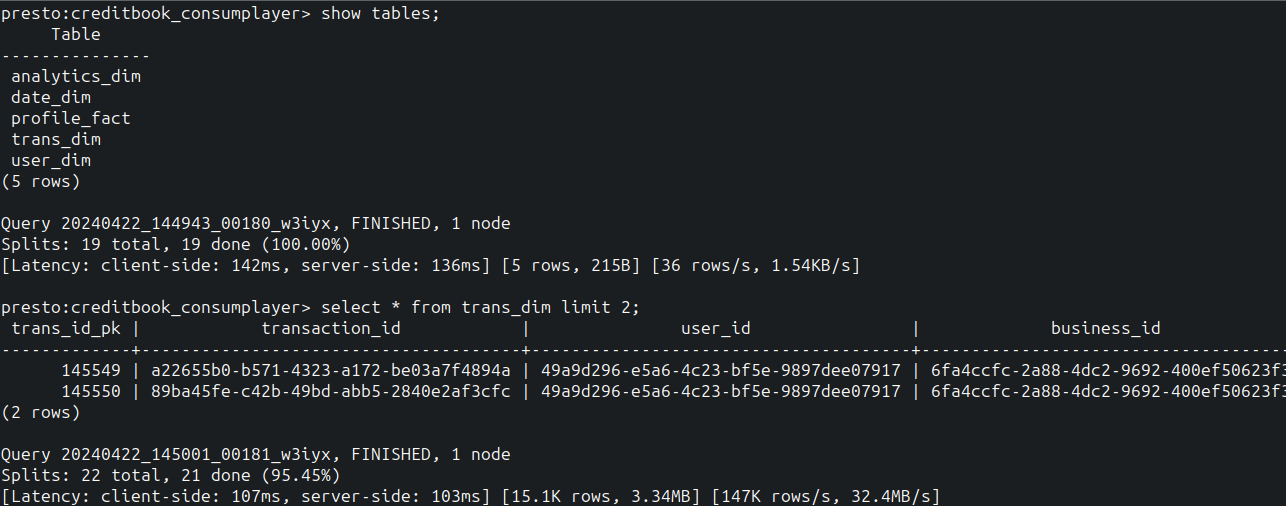 presto:creditbook_consumplayer> show tables;
     Table
---------------
 analytics_dim
 date_dim
 profile_fact
 trans_dim
 user_dim
(5 rows)

Query 20240422_144943_00180_w3iyx, FINISHED, 1 node
Splits: 19 total, 19 done (100.00%)
[Latency: client-side: 142ms, server-side: 136ms] [5 rows, 215B] [36 rows/s, 1.54KB/s]

presto:creditbook_consumplayer> select * from trans_dim limit 2;
 trans_id_pk |            transaction_id            |               user_id                |             business_id
-------------+--------------------------------------+--------------------------------------+-------------------------------------
      145549 | a22655b0-b571-4323-a172-be03a7f4894a | 49a9d296-e5a6-4c23-bf5e-9897dee07917 | 6fa4ccfc-2a88-4dc2-9692-400ef50623f3
      145550 | 89ba45fe-c42b-49bd-abb5-2840e2af3cfc | 49a9d296-e5a6-4c23-bf5e-9897dee07917 | 6fa4ccfc-2a88-4dc2-9692-400ef50623f3
(2 rows)

Query 20240422_145001_00181_w3iyx, FINISHED, 1 node
Splits: 22 total, 21 done (95.45%)
[Latency: client-side: 107ms, server-side: 103ms] [15.1K rows, 3.34MB] [147K rows/s, 32.4MB/s]